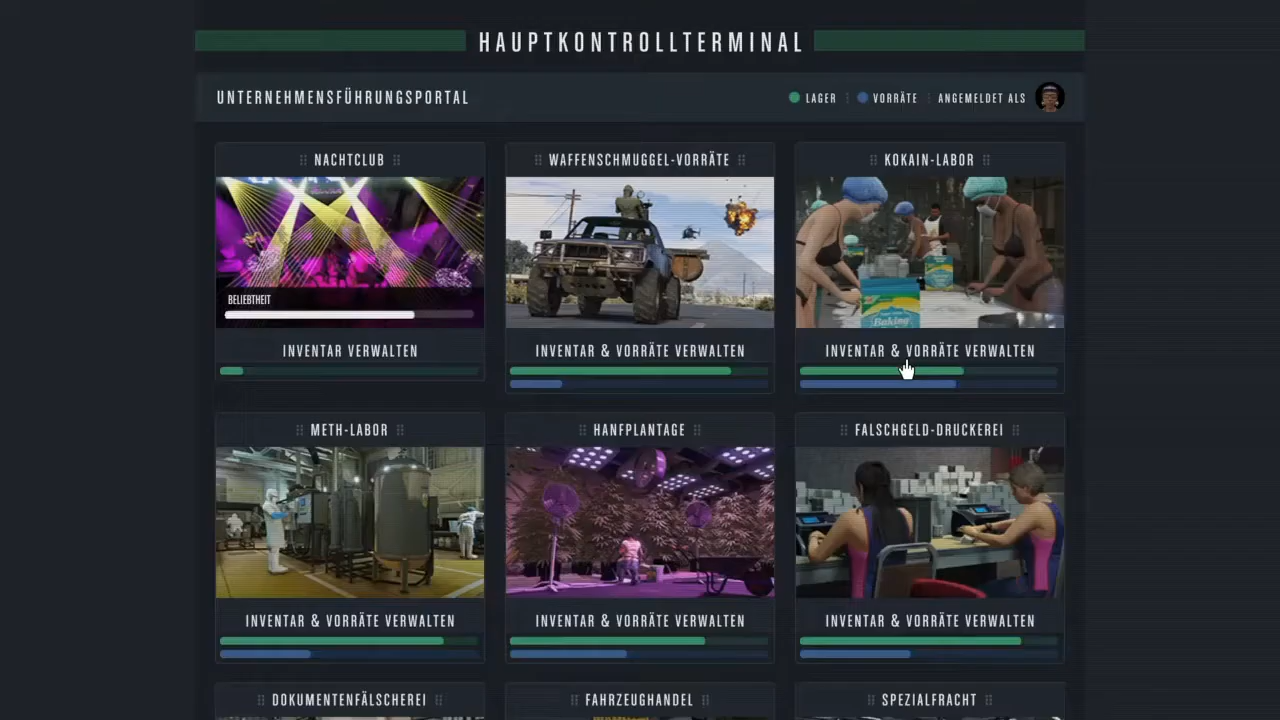 HAUPTKONTROLLTERMINAL
UNTERNEHMENSFÜHRUNGSPORTAL
LAGER
VORRÄTE
ANGEMELDET ALS
NACHTCLUB
WAFFENSCHMUGGEL-VORRÄTE
KOKAIN-LABOR
BELIEBTHEIT
Baking
INVENTAR VERWALTEN
INVENTAR & VORRÄTE VERWALTEN
INVENTAR & VORRÄTE VERWALTEN
METH-LABOR
HANFPLANTAGE
FALSCHGELD-DRUCKEREI
INVENTAR & VORRÄTE VERWALTEN
INVENTAR & VORRÄTE VERWALTEN
INVENTAR & VORRÄTE VERWALTEN
DOKUMENTENFÄLSCHEREI
FAHRZEUGHANDEL
SPEZIALFRACHT